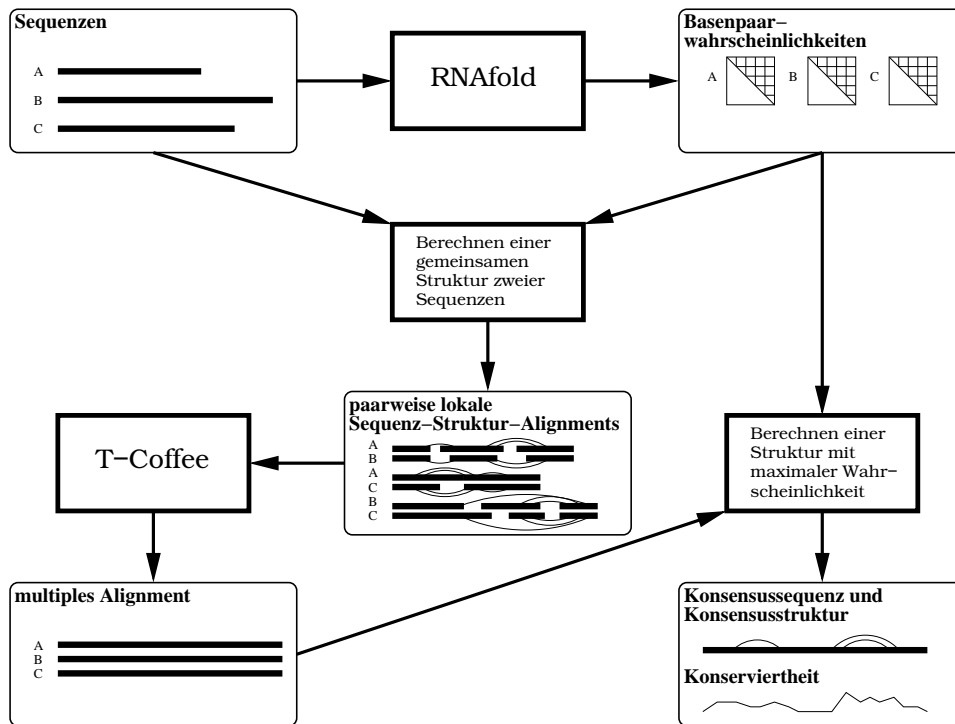 Sequenzen
A
B
C
RNAfold
Basenpaar–
wahrscheinlichkeiten
A B C
Berechnen einer
gemeinsamen
Struktur zweier
Sequenzen
paarweise lokale
Sequenz–Struktur–Alignments
A
B
A
C
B
C
T–Coffee
Berechnen einer
Struktur mit
maximaler Wahr–
scheinlichkeit
multiples Alignment
A
B
C
Konsensussequenz und
Konsensusstruktur
Konserviertheit